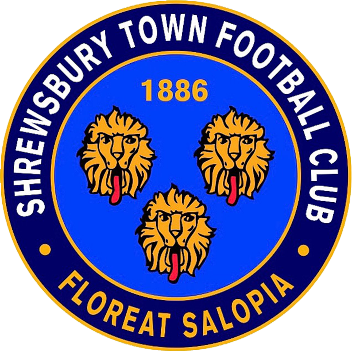 SHREWSBURY TOWN FOOTBALL CLUB
1886
FLOREAT SALOPIA